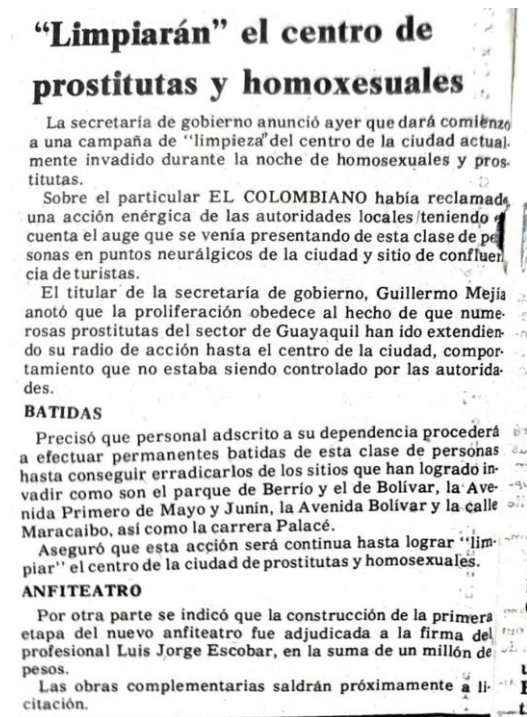 “Limpiarán” el centro de
prostitutas y homoxesuales
La secretaría de gobierno anunció ayer que dará comienzo
a una campaña de “limpieza” del centro de la ciudad actual-
mente invadido durante la noche de homosexuales y pros-
titutas.
Sobre el particular EL COLOMBIANO había reclamado
una acción enérgica de las autoridades locales teniendo
cuenta el auge que se venía presentando de esta clase de per
sonas en puntos neurálgicos de la ciudad y sitio de confluen
cia de turistas.
El titular de la secretaría de gobierno, Guillermo Mejía
anotó que la proliferación obedece al hecho de que nume-
rosas prostitutas del sector de Guayaquil han ido extendien-
do su radio de acción hasta el centro de la ciudad, compor-
tamiento que no estaba siendo controlado por las autorida-
des.
BATIDAS
Precisó que personal adscrito a su dependencia procederá
a efectuar permanentes batidas de esta clase de personas
hasta conseguir erradicarlos de los sitios que han logrado in-
vadir como son el parque de Berrío y el de Bolívar, la Ave-
nida Primero de Mayo y Junín, la Avenida Bolívar y la calle
Maracaibo, así como la carrera Palacé.
Aseguró que esta acción será continua hasta lograr “lim-
piar” el centro de la ciudad de prostitutas y homosexuales.
ANFITEATRO
Por otra parte se indicó que la construcción de la primera
etapa del nuevo anfiteatro fue adjudicada a la firma del
profesional Luis Jorge Escobar, en la suma de un millón de
pesos.
Las obras complementarias saldrán próximamente a li-
citación.